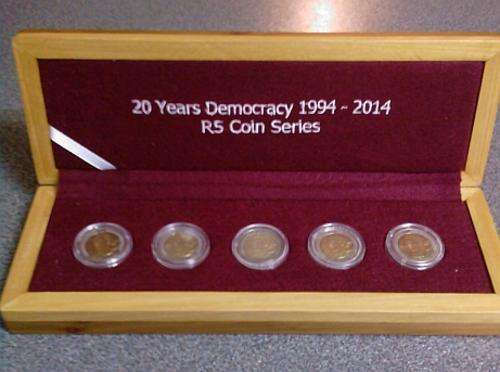 20 Years Democracy 1994 - 2014
R5 Coin Series